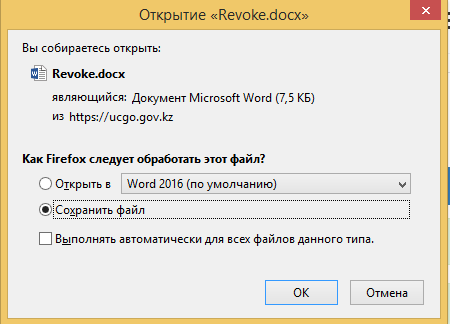 Открытие «Revoke.docx»
Вы собираетесь открыть:
Revoke.docx
являющийся: Документ Microsoft Word (7,5 КБ)
из https://ucgo.gov.kz
Как Firefox следует обработать этот файл?
Открыть в Word 2016 (по умолчанию)
Сохранить файл
Выполнять автоматически для всех файлов данного типа.
ОК Отмена